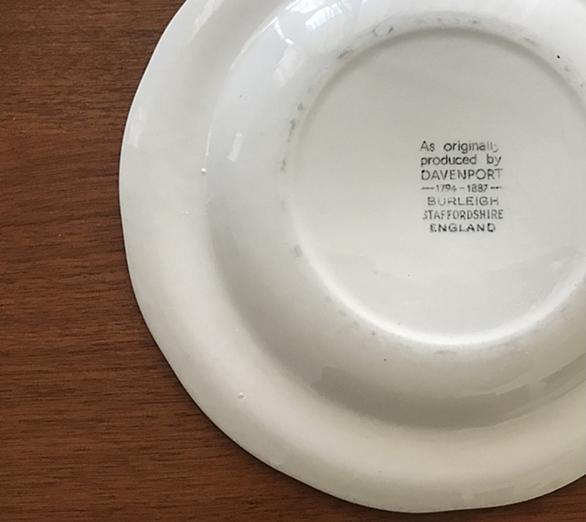 As originally
produced by
DAVENPORT
—1794-1887—
BURLEIGH
STAFFORDSHIRE
ENGLAND